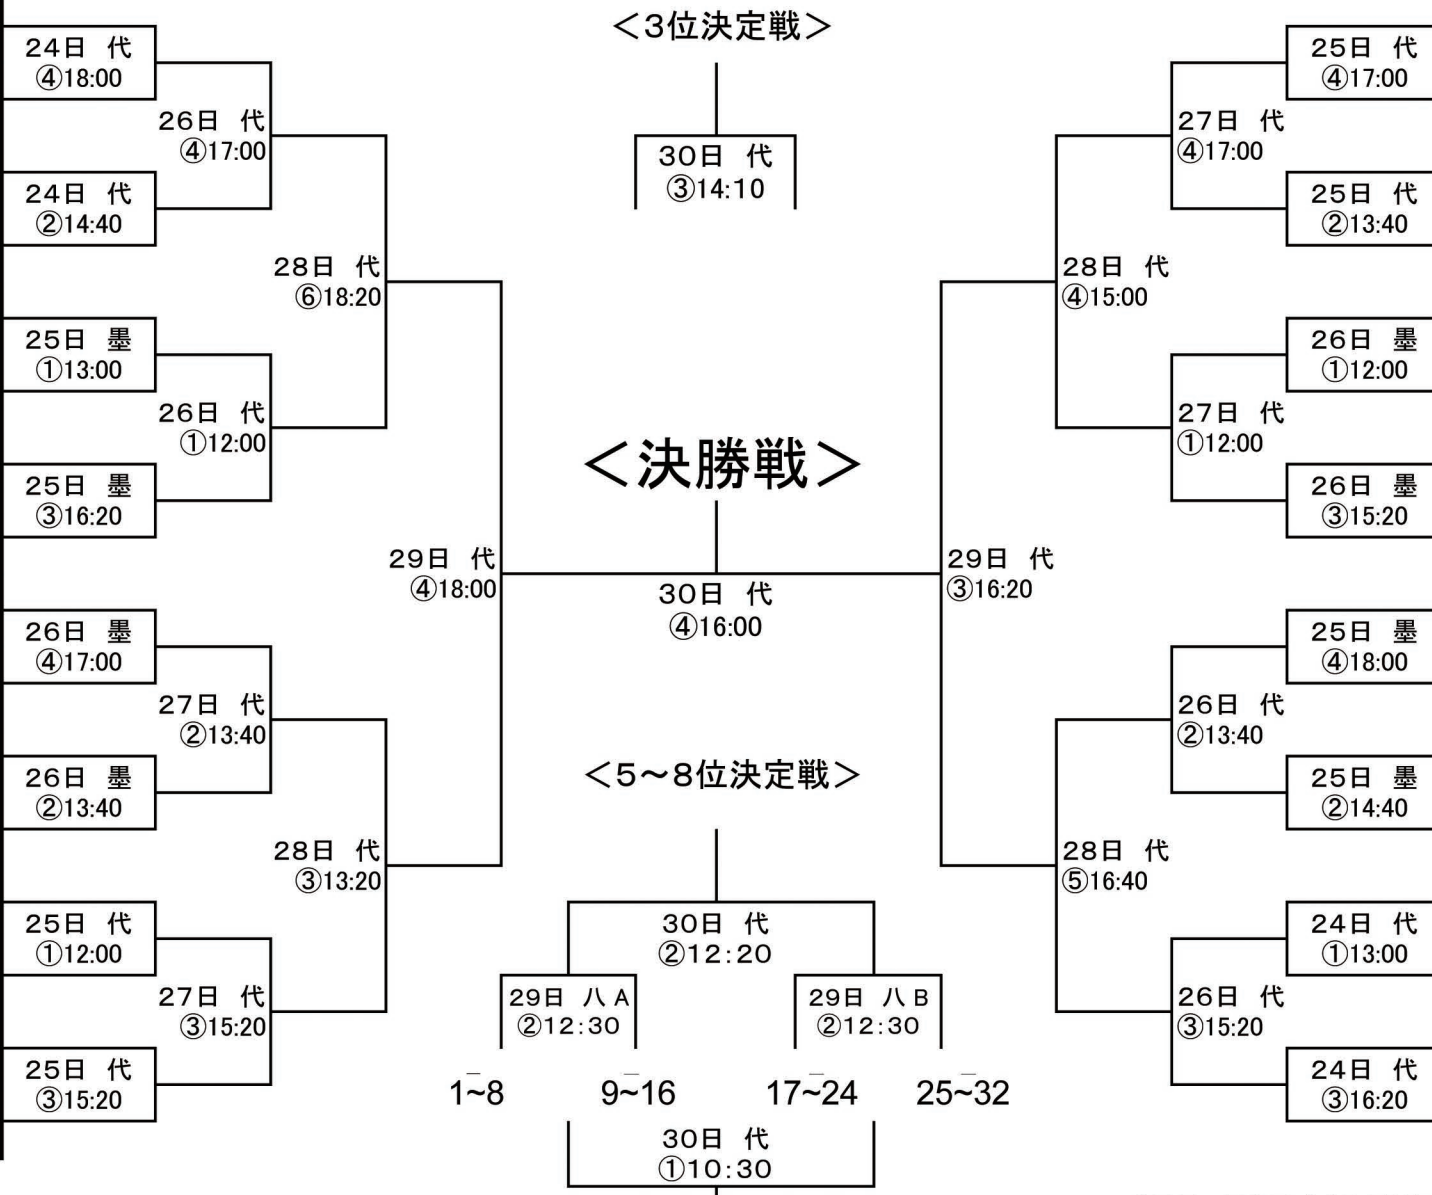 <3位決定戦>
30日 代
③14:10
24日 代
④18:00
26日 代
④17:00
24日 代
②14:40
28日 代
⑥18:20
25日 墨
①13:00
26日 代
①12:00
25日 墨
③16:20
29日 代
④18:00
26日 墨
④17:00
27日 代
②13:40
26日 墨
②13:40
28日 代
③13:20
25日 代
①12:00
27日 代
③15:20
25日 代
③15:20
<決勝戦>
30日 代
④16:00
<5～8位決定戦>
30日 代
②12:20
29日 八 A
②12:30
29日 八 B
②12:30
1~8 9~16 17~24 25~32
30日 代
①10:30
25日 代
④17:00
27日 代
④17:00
25日 代
②13:40
28日 代
④15:00
26日 墨
①12:00
27日 代
①12:00
26日 墨
③15:20
29日 代
③16:20
25日 墨
④18:00
26日 代
②13:40
25日 墨
②14:40
28日 代
⑤16:40
24日 代
①13:00
26日 代
③15:20
24日 代
③16:20